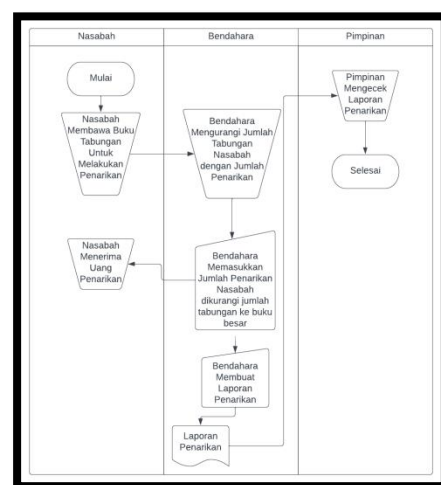 Nasabah
Bendahara
Pimpinan
Mulai
Nasabah
Membawa Buku
Tabungan
Untuk
Melakukan
Penarikan
Bendahara
Mengurangi Jumlah
Tabungan
Nasabah
dengan Jumlah
Penarikan
Pimpinan
Mengecek
Laporan
Penarikan
Selesai
Nasabah
Menerima
Uang
Penarikan
Bendahara
Memasukkan
Jumlah Penarikan
Nasabah
dikurangi jumlah
tabungan ke buku
besar
Bendahara
Membuat
Laporan
Penarikan
Laporan
Penarikan